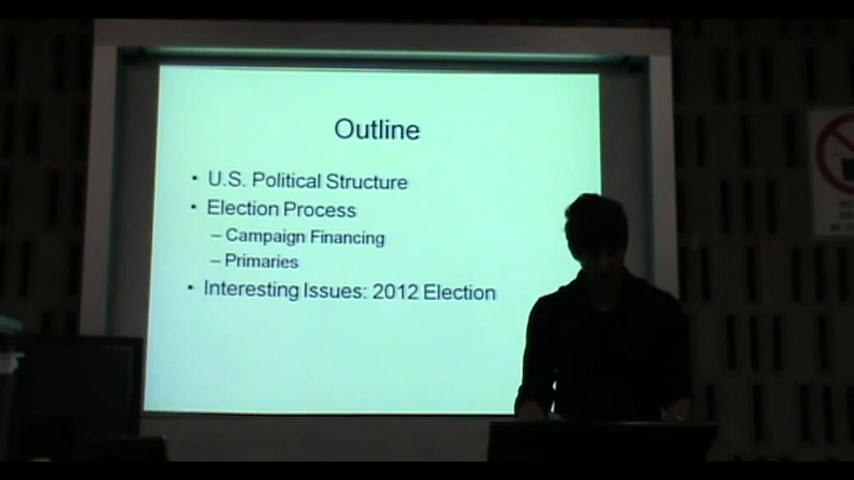 Outline
• U.S. Political Structure
• Election Process
– Campaign Financing
– Primaries
• Interesting Issues: 2012 Election